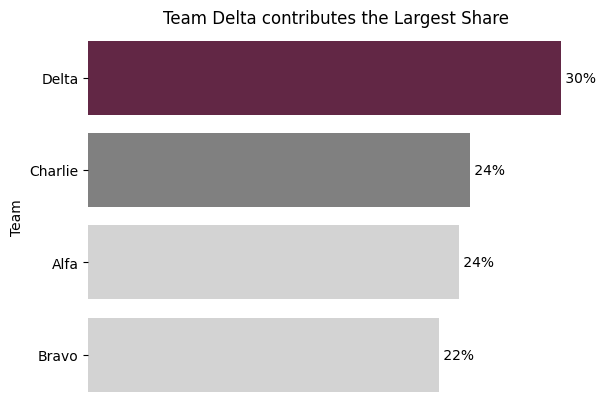 Team Delta contributes the Largest Share
Delta
30%
Charlie
24%
Team
Alfa
24%
Bravo
22%